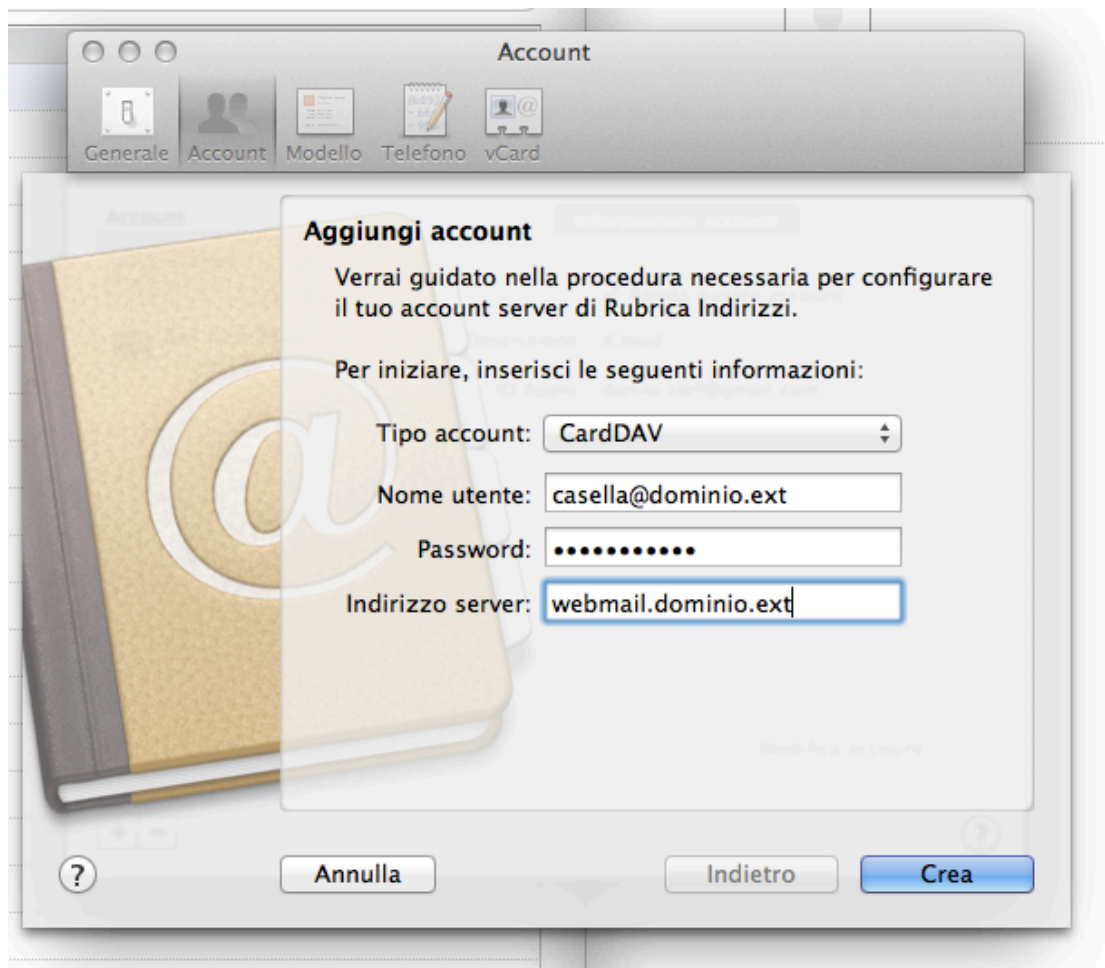 Account
Generale Account Modello Telefono vCard
Account
Aggiungi account
Verrai guidato nella procedura necessaria per configurare
il tuo account server di Rubrica Indirizzi.
Per iniziare, inserisci le seguenti informazioni:
Tipo account: CardDAV
Nome utente: casella@dominio.ext
Password: •••••••••••
Indirizzo server: webmail.dominio.ext
? Annulla Indietro Crea